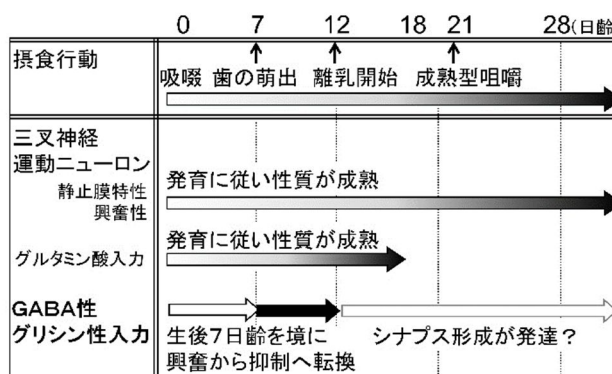 0 7 12 18 21 28(日齢)
摂食行動
吸啜 歯の萌出 離乳開始 成熟型咀嚼
三叉神経
運動ニューロン
静止膜特性
興奮性
発育に従い性質が成熟
グルタミン酸入力
発育に従い性質が成熟
GABA性
グリシン性入力
生後7日齢を境に
興奮から抑制へ転換
シナプス形成が発達?